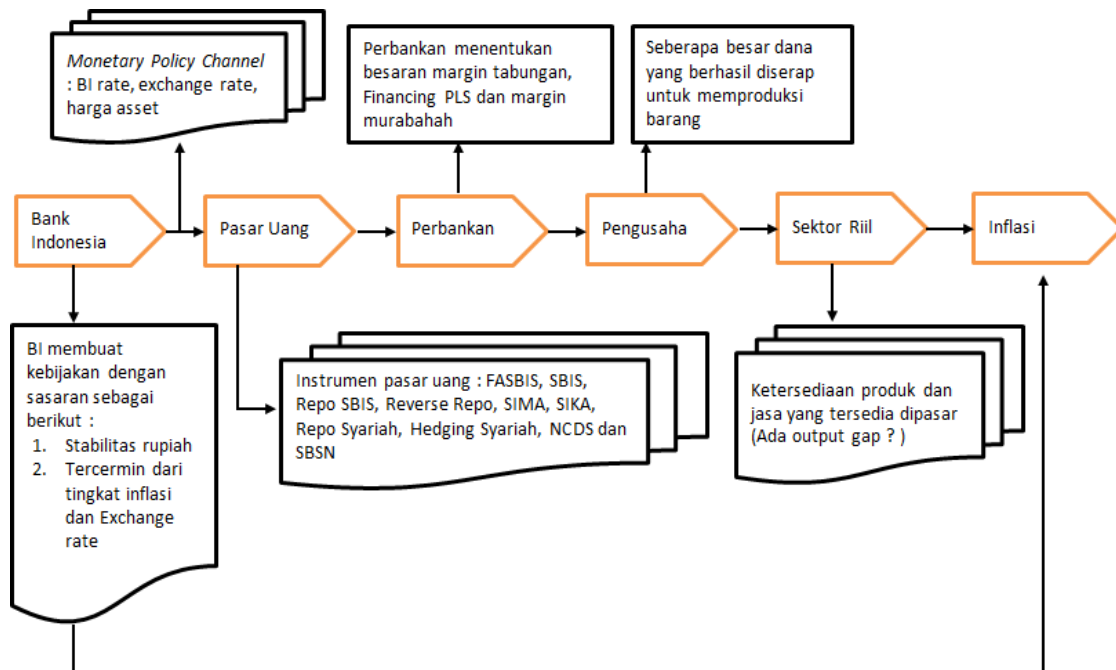 Monetary Policy Channel
: BI rate, exchange rate,
harga asset
Perbankan menentukan
besaran margin tabungan,
Financing PLS dan margin
murabahah
Seberapa besar dana
yang berhasil diserap
untuk memproduksi
barang
Bank
Indonesia
Pasar Uang
Perbankan
Pengusaha
Sektor Riil
Inflasi
BI membuat
kebijakan dengan
sasaran sebagai
berikut :
1. Stabilitas rupiah
2. Tercermin dari
tingkat inflasi
dan Exchange
rate
Instrumen pasar uang : FASBIS, SBIS,
Repo SBIS, Reverse Repo, SIMA, SIKA,
Repo Syariah, Hedging Syariah, NCDS dan
SBSN
Ketersediaan produk dan
jasa yang tersedia dipasar
(Ada output gap ? )